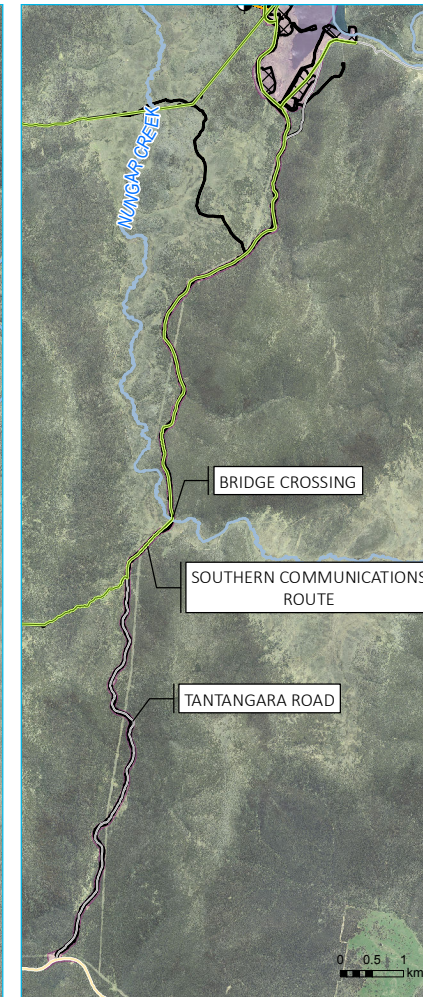 NUNGAR CREEK
BRIDGE CROSSING
SOUTHERN COMMUNICATIONS
ROUTE
TANTANGARA ROAD
0 0.5 1
km